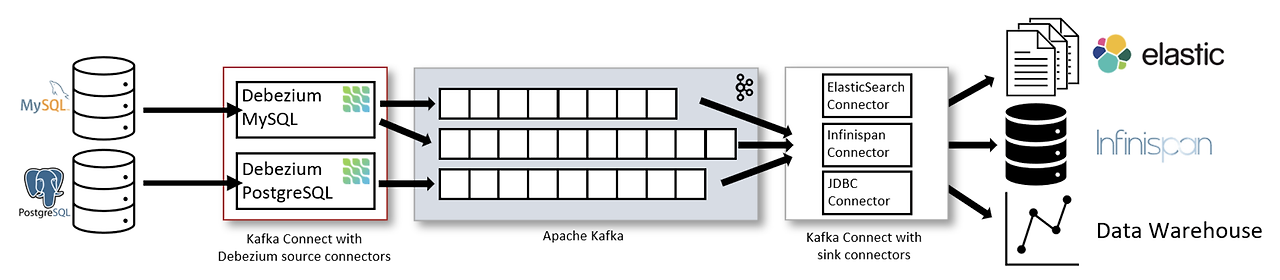 MySQL
PostgreSQL
Debezium
MySQL
Debezium
PostgreSQL
Kafka Connect with
Debezium source connectors
Apache Kafka
ElasticSearch
Connector
Infinispan
Connector
JDBC
Connector
Kafka Connect with
sink connectors
elastic
Infinispan
Data Warehouse